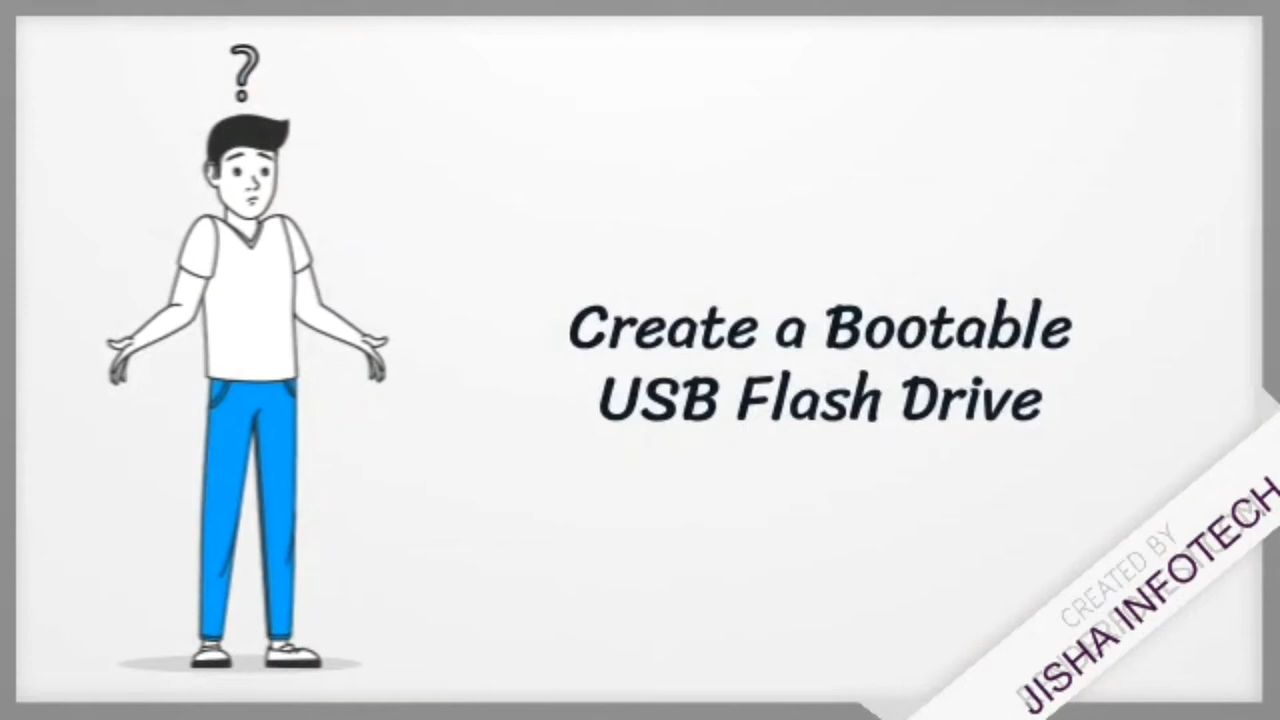 ?
Create a Bootable
USB Flash Drive
CREATED BY
JISHA INFOTECH